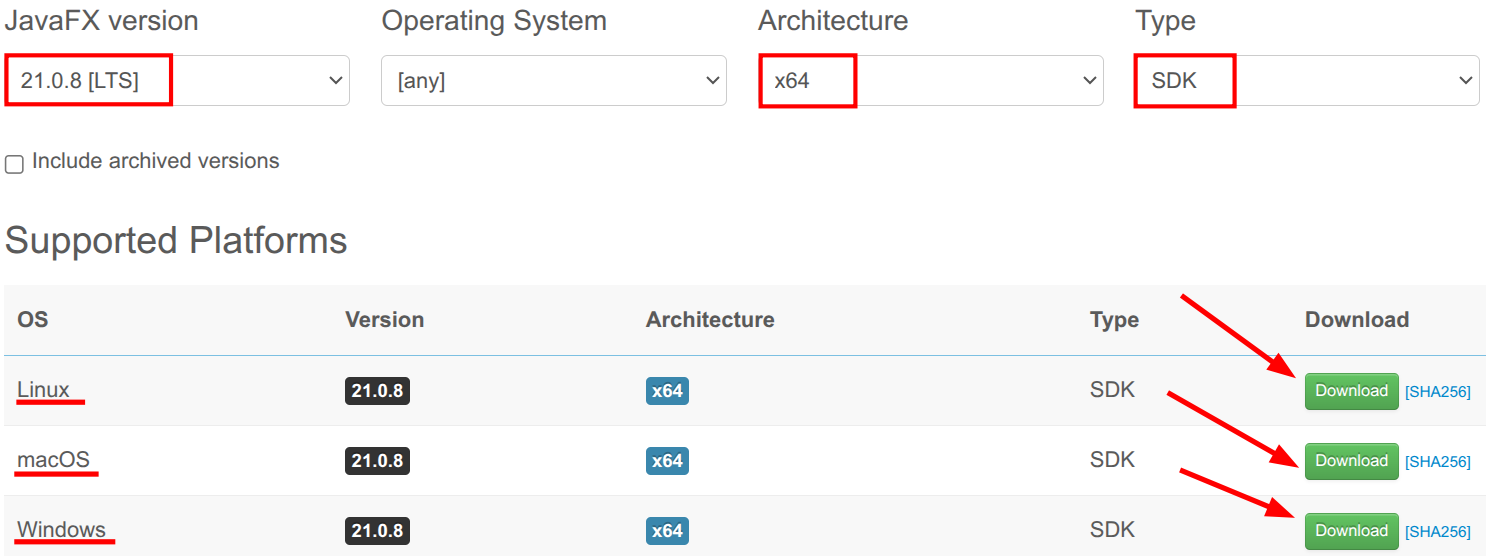 JavaFX version Operating System Architecture Type
21.0.8 [LTS] [any] x64 SDK
Include archived versions
Supported Platforms
OS Version Architecture Type Download
Linux 21.0.8 x64 SDK Download [SHA256]
macOS 21.0.8 x64 SDK Download [SHA256]
Windows 21.0.8 x64 SDK Download [SHA256]